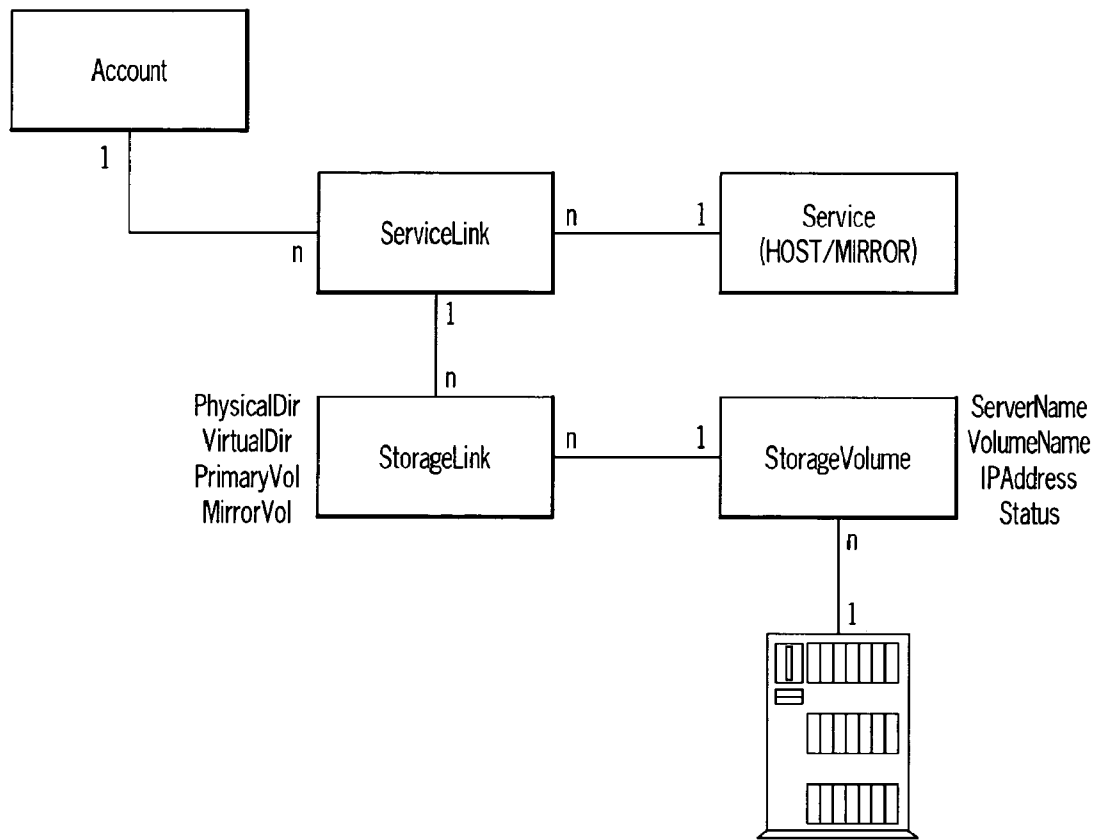 Account
1
n
ServiceLink
n
1
Service
(HOST/MIRROR)
1
n
PhysicalDir
VirtualDir
PrimaryVol
MirrorVol
StorageLink
n
1
StorageVolume
ServerName
VolumeName
IPAddress
Status
n
1